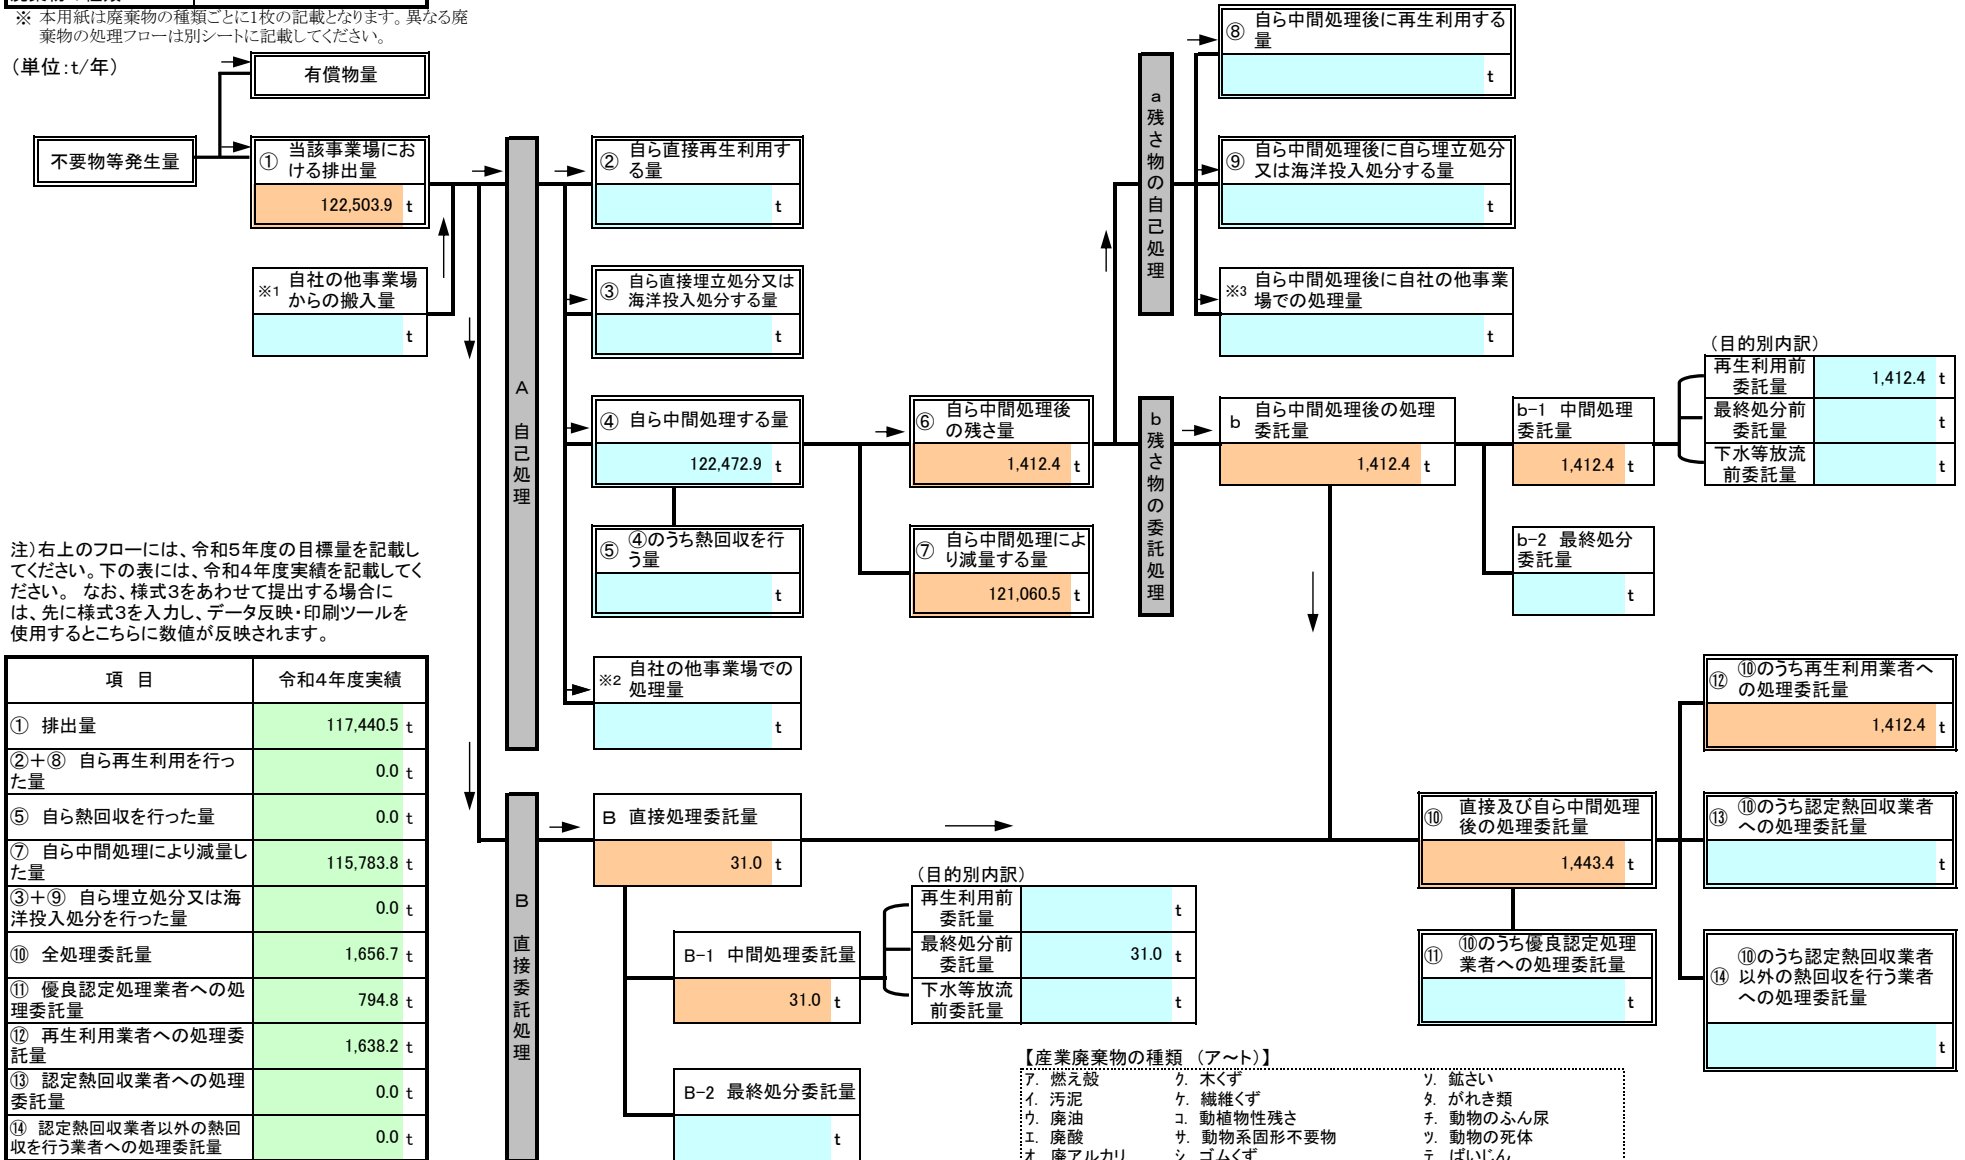 ※ 本用紙は廃棄物の種類ごとに1枚の記載となります。異なる廃
棄物の処理フローは別シートに記載してください。
（単位：t/年）
有償物量
不要物等発生量
① 当該事業場にお
ける排出量
122,503.9 t
※1 自社の他事業場
からの搬入量
t
A 自己処理
② 自ら直接再生利用す
る量
t
③ 自ら直接埋立処分又は
海洋投入処分する量
t
④ 自ら中間処理する量
122,472.9 t
⑤ ④のうち熱回収を行
う量
t
※2 自社の他事業場での
処理量
t
⑥ 自ら中間処理後
の残さ量
1,412.4 t
⑦ 自ら中間処理によ
り減量する量
121,060.5 t
a 残さ物の自己処理
⑧ 自ら中間処理後に再生利用する
量
t
⑨ 自ら中間処理後に自ら埋立処分
又は海洋投入処分する量
t
※3 自ら中間処理後に自社の他事業
場での処理量
t
b 残さ物の委託処理
b 自ら中間処理後の処理
委託量
1,412.4 t
b-1 中間処理
委託量
1,412.4 t
b-2 最終処分
委託量
t
（目的別内訳）
再生利用前
委託量
1,412.4 t
最終処分前
委託量
t
下水等放流
前委託量
t
注）右上のフローには、令和5年度の目標量を記載し
てください。下の表には、令和4年度実績を記載してく
ださい。 なお、様式3をあわせて提出する場合に
は、先に様式3を入力し、データ反映・印刷ツールを
使用するとこちらに数値が反映されます。
項 目 令和4年度実績
① 排出量 117,440.5 t
②＋⑧ 自ら再生利用を行っ
た量 0.0 t
⑤ 自ら熱回収を行った量 0.0 t
⑦ 自ら中間処理により減量し
た量 115,783.8 t
③＋⑨ 自ら埋立処分又は海
洋投入処分を行った量 0.0 t
⑩ 全処理委託量 1,656.7 t
⑪ 優良認定処理業者への処
理委託量 794.8 t
⑫ 再生利用業者への処理委
託量 1,638.2 t
⑬ 認定熱回収業者への処理
委託量 0.0 t
⑭ 認定熱回収業者以外の熱回
収を行う業者への処理委託量 0.0 t
B 直接委託処理
B 直接処理委託量
31.0 t
B-1 中間処理委託量
31.0 t
B-2 最終処分委託量
t
（目的別内訳）
再生利用前
委託量
t
最終処分前
委託量
31.0 t
下水等放流
前委託量
t
⑩ 直接及び自ら中間処理
後の処理委託量
1,443.4 t
⑪ ⑩のうち優良認定処理
業者への処理委託量
t
⑫ ⑩のうち再生利用業者へ
の処理委託量
1,412.4 t
⑬ ⑩のうち認定熱回収業者
への処理委託量
t
⑭ ⑩のうち認定熱回収業者
以外の熱回収を行う業者
への処理委託量
t
【産業廃棄物の種類 （ア～ト）】
ア. 燃え殻 ク. 木くず ソ. 鉱さい
イ. 汚泥 ケ. 繊維くず タ. がれき類
ウ. 廃油 コ. 動植物性残さ チ. 動物のふん尿
エ. 廃酸 サ. 動物系固形不要物 ツ. 動物の死体
オ. 廃アルカリ シ. ゴムくず テ. ばいじん